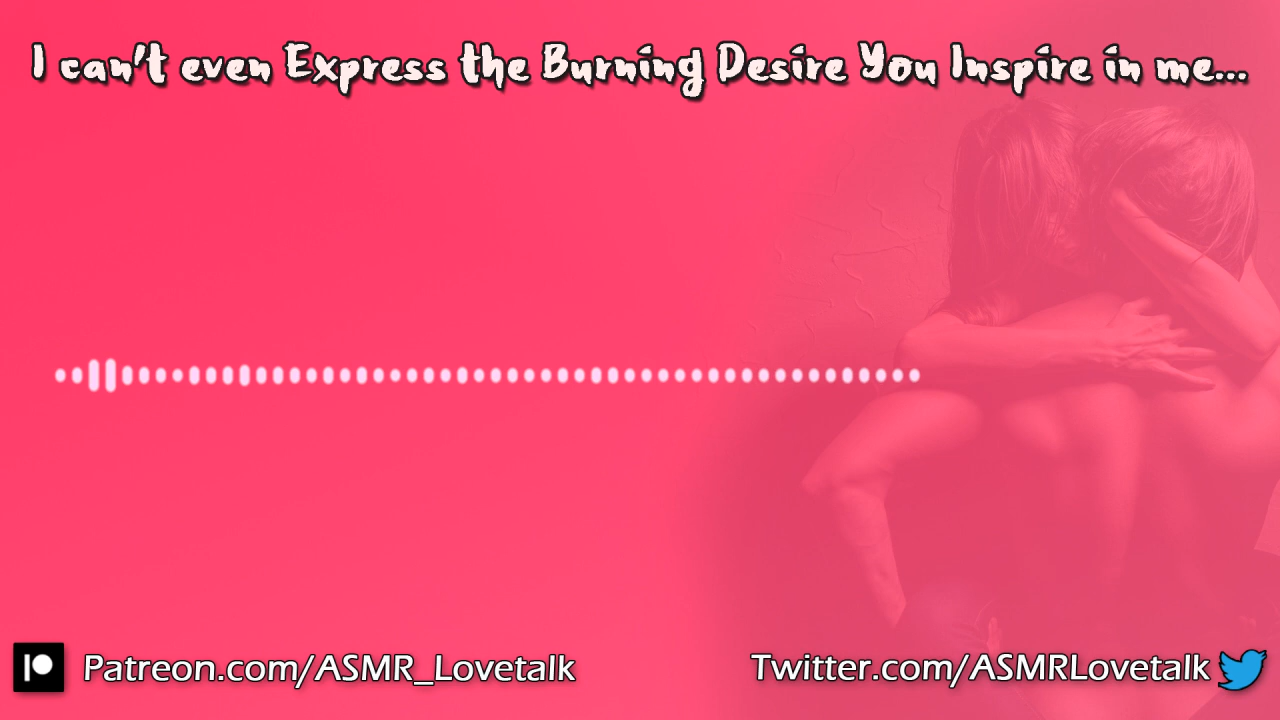 I can't even Express the Burning Desire You Inspire in me...
Patreon.com/ASMR_Lovetalk
Twitter.com/ASMRLovetalk